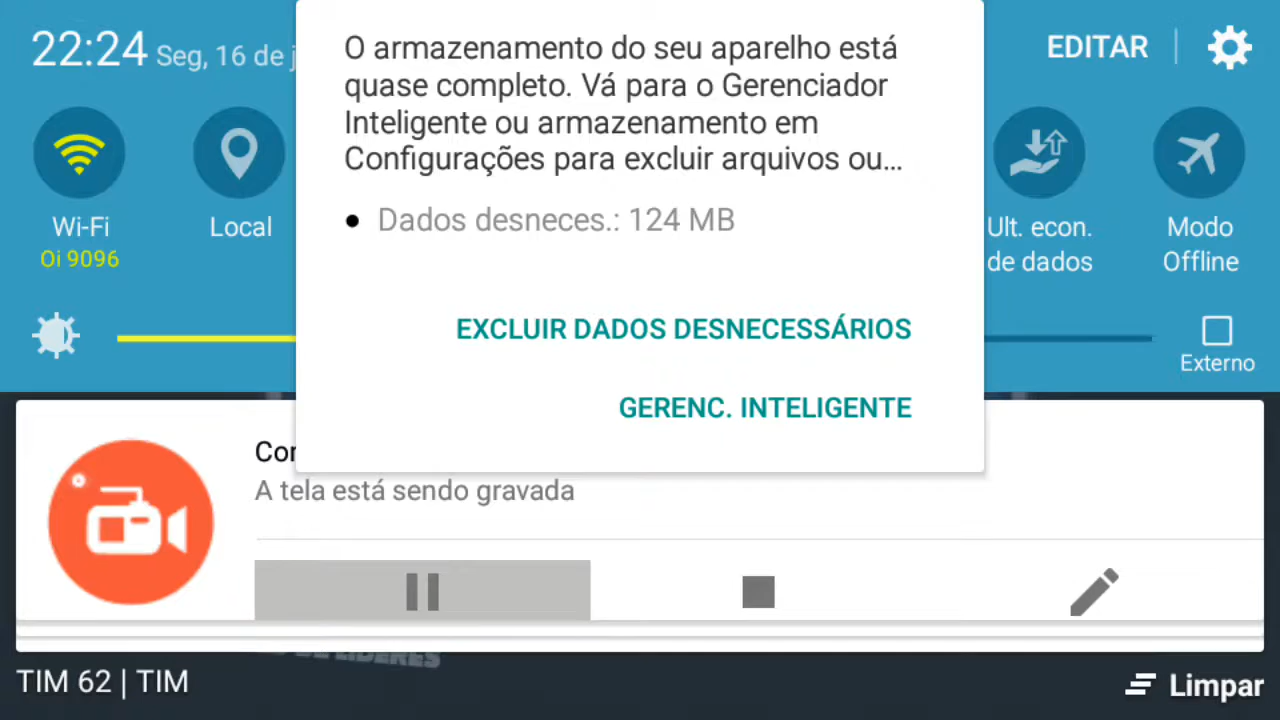 22:24 Seg, 16 de j
EDITAR
O armazenamento do seu aparelho está
quase completo. Vá para o Gerenciador
Inteligente ou armazenamento em
Configurações para excluir arquivos ou...
• Dados desneces.: 124 MB
EXCLUIR DADOS DESNECESSÁRIOS
GERENC. INTELIGENTE
Wi-Fi
Oi 9096
Local
Ult. econ.
de dados
Modo
Offline
Externo
Cor
A tela está sendo gravada
DE LÍDERES
TIM 62 | TIM
Limpar